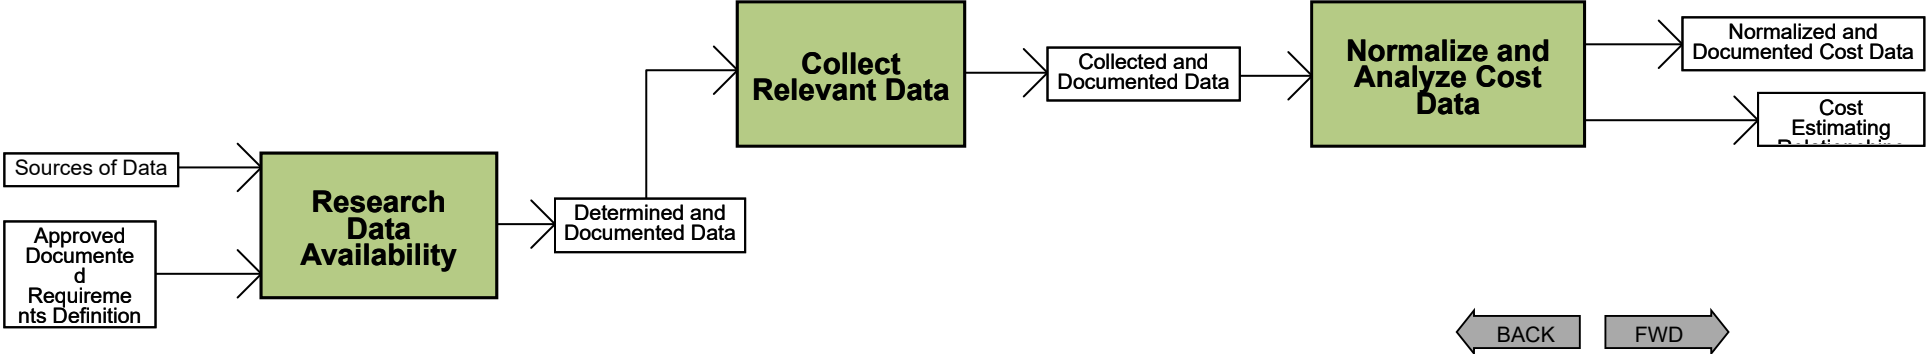 Sources of Data
Approved
Documente
d
Requireme
nts Definition
Research
Data
Availability
Determined and
Documented Data
Collect
Relevant Data
Collected and
Documented Data
Normalize and
Analyze Cost
Data
Normalized and
Documented Cost Data
Cost
Estimating
Relationships
BACK
FWD